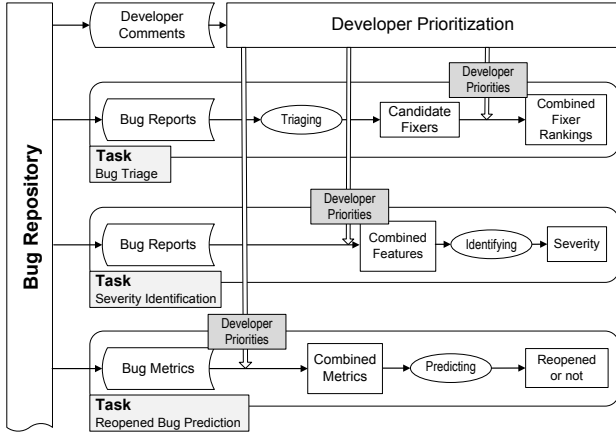 Bug Repository
Developer
Comments
Developer Prioritization
Developer
Priorities
Bug Reports
Triaging
Candidate
Fixers
Combined
Fixer
Rankings
Task
Bug Triage
Developer
Priorities
Bug Reports
Combined
Features
Identifying
Severity
Task
Severity Identification
Developer
Priorities
Bug Metrics
Combined
Metrics
Predicting
Reopened
or not
Task
Reopened Bug Prediction